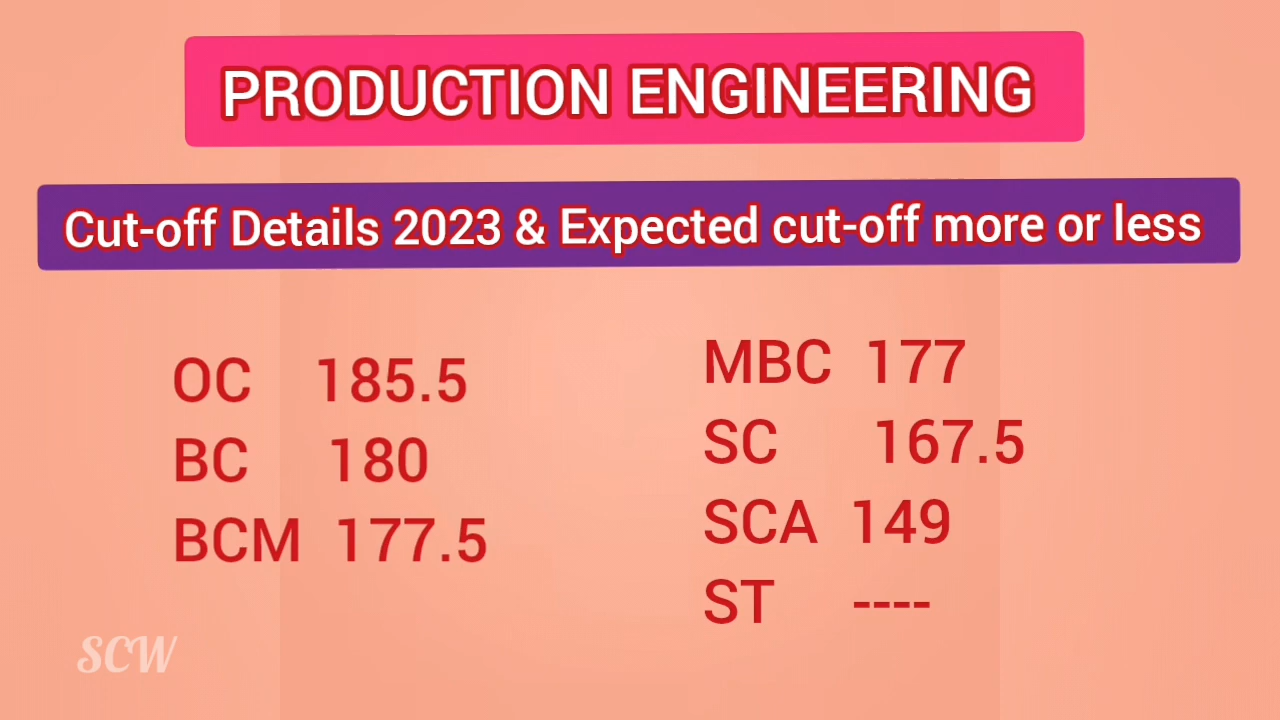 PRODUCTION ENGINEERING
Cut-off Details 2023 & Expected cut-off more or less
OC 185.5
BC 180
BCM 177.5
MBC 177
SC 167.5
SCA 149
ST ----
SCW